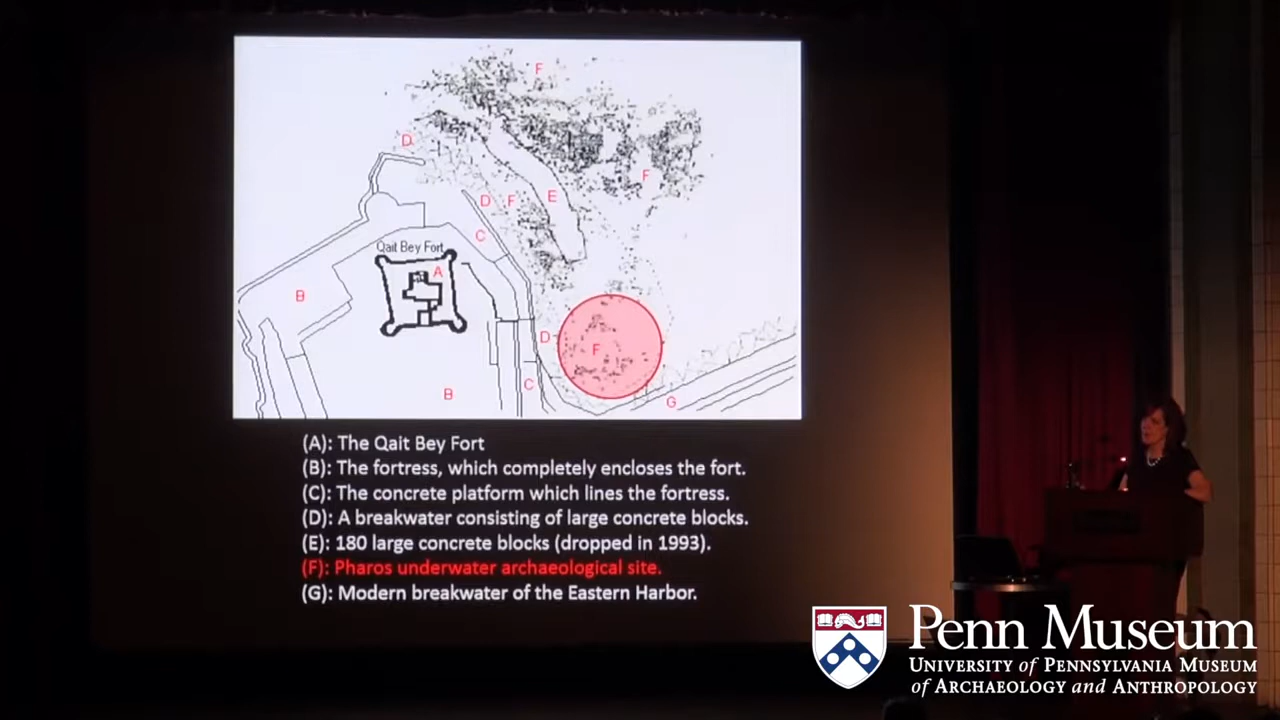 F
D
F
D
F
E
C
Qait Bey Fort
A
B
D
F
C
B
G
(A): The Qait Bey Fort
(B): The fortress, which completely encloses the fort.
(C): The concrete platform which lines the fortress.
(D): A breakwater consisting of large concrete blocks.
(E): 180 large concrete blocks (dropped in 1993).
(F): Pharos underwater archaeological site.
(G): Modern breakwater of the Eastern Harbor.
Penn Museum
UNIVERSITY of PENNSYLVANIA MUSEUM
of ARCHAEOLOGY and ANTHROPOLOGY